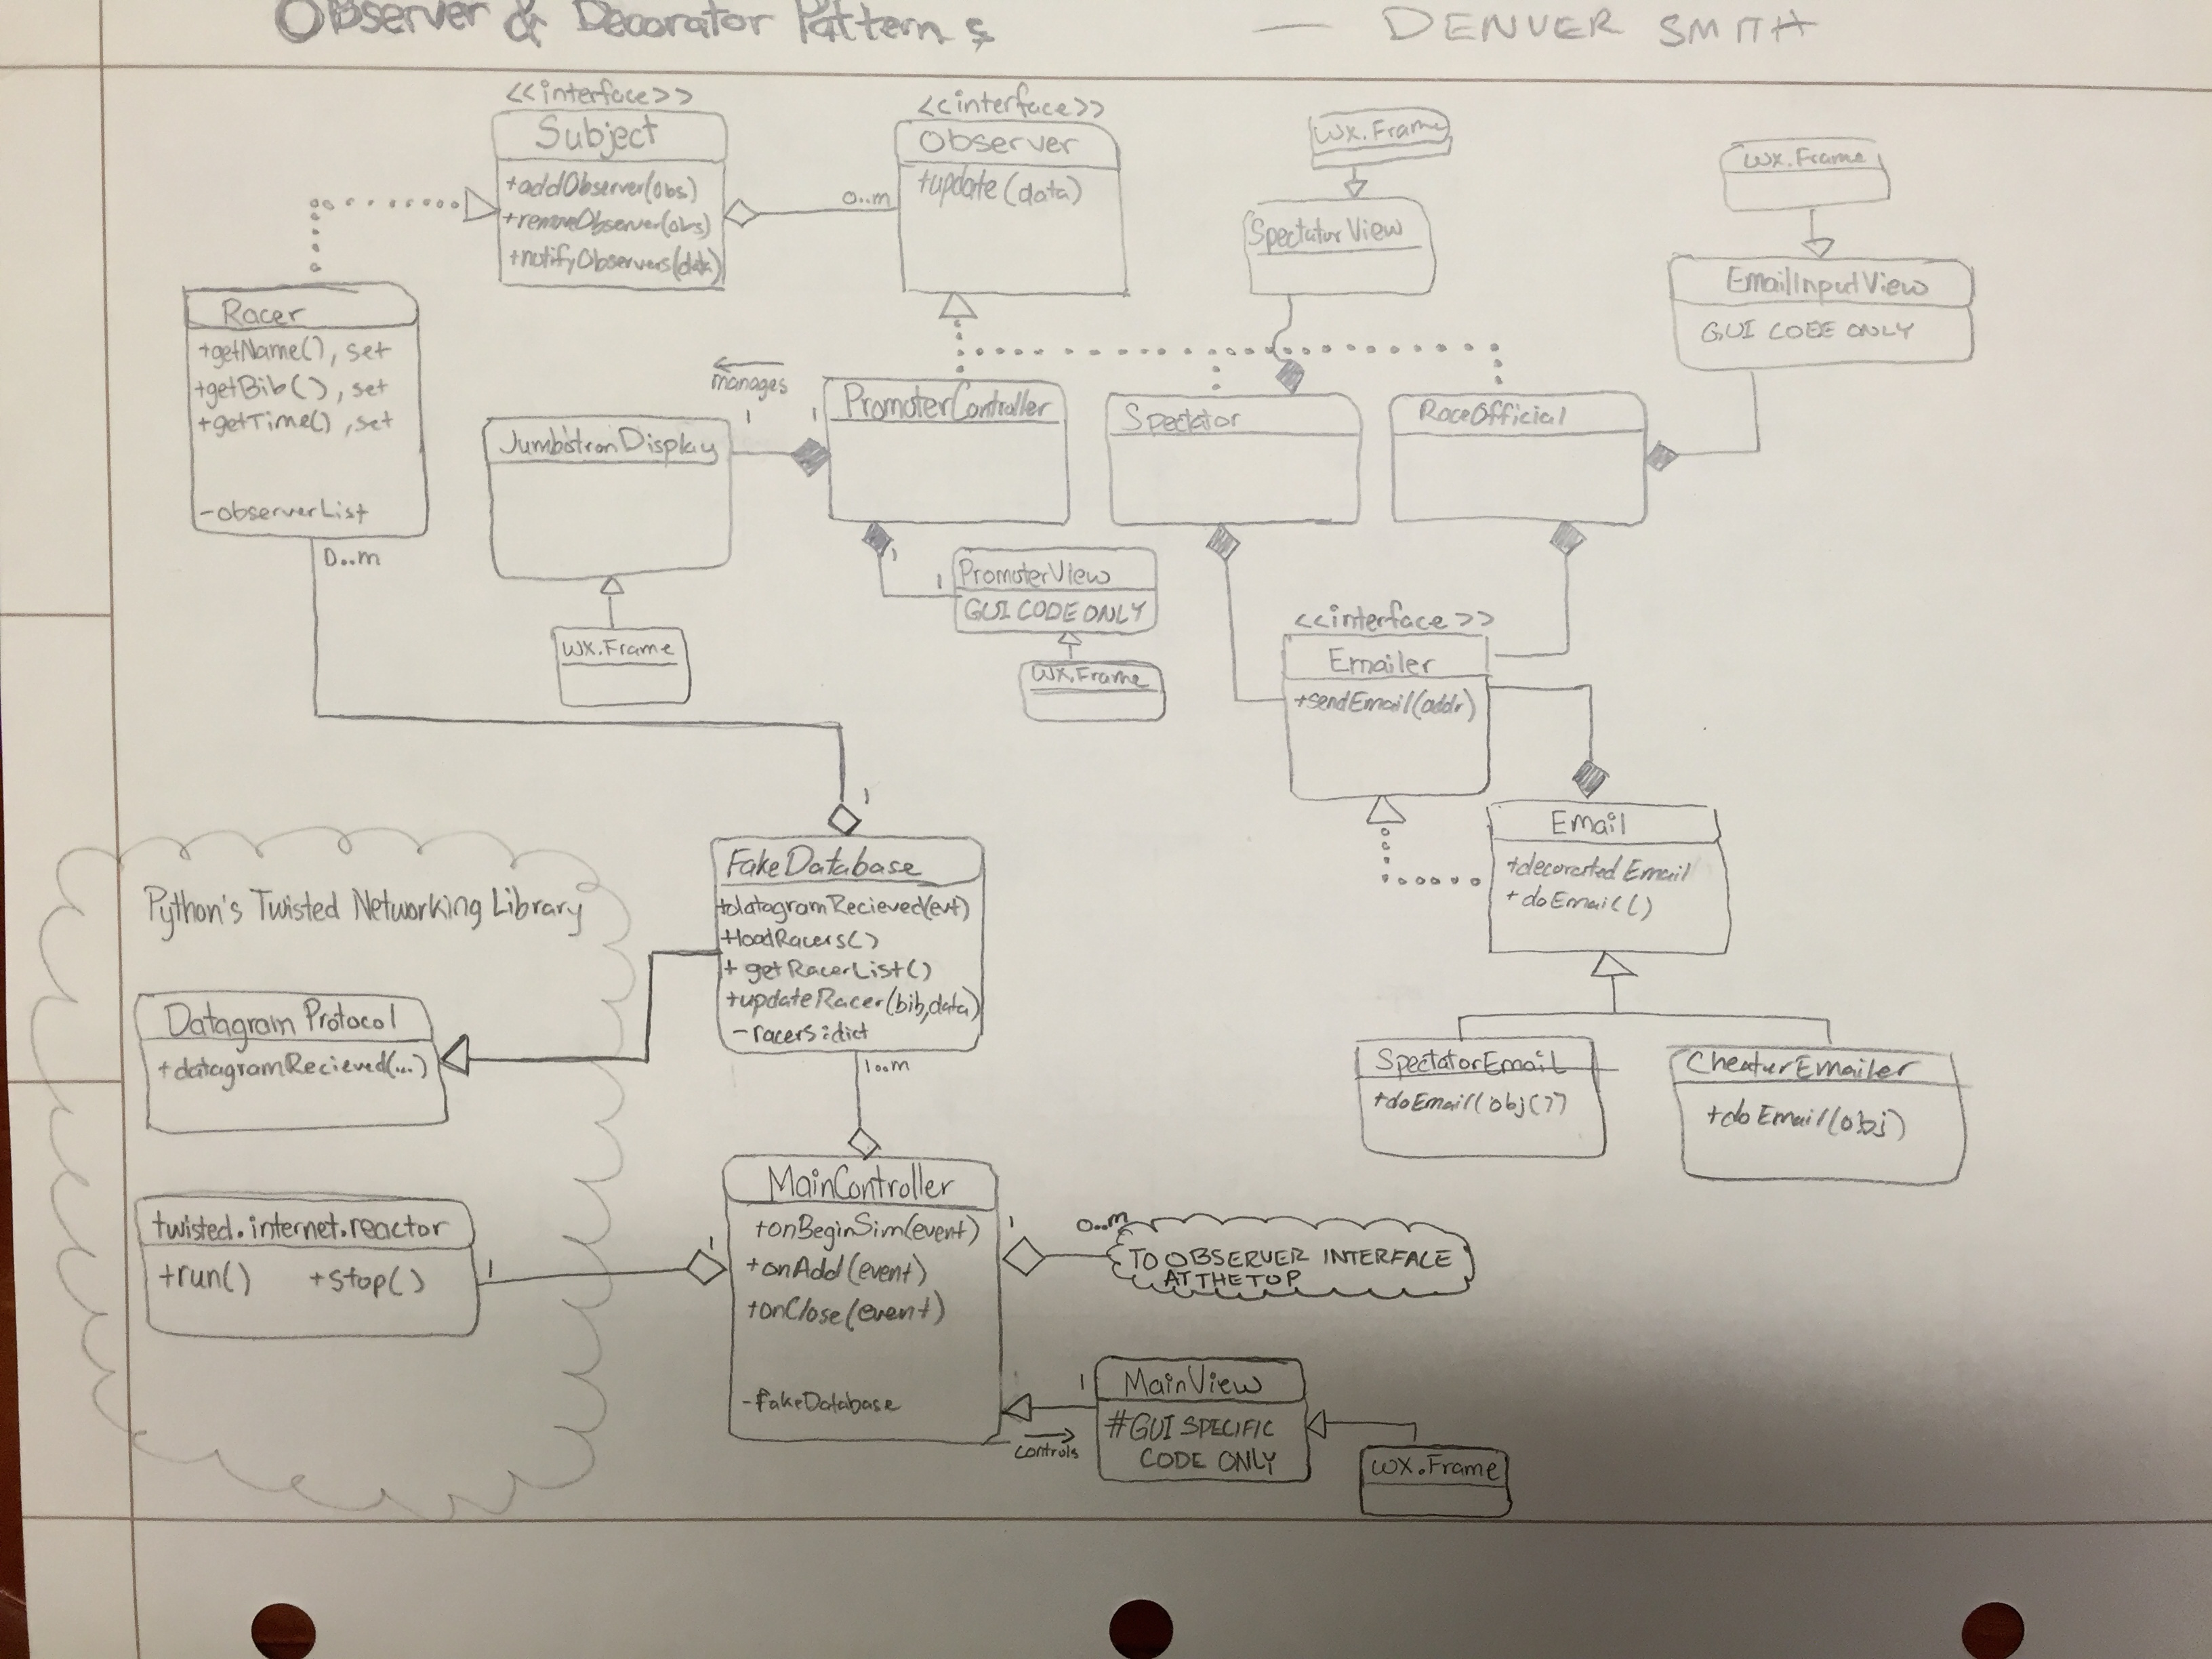 Observer & Decorator Patterns — DENVER SMITH
<<interface>>
Subject
+addObserver(obs)
+removeObserver(obs)
+notifyObservers(data)
<<interface>>
Observer
+update(data)
0..m
wx.Frame
SpectatorView
wx.Frame
EmailInputView
GUI CODE ONLY
Racer
+getName(), set
+getBib(), set
+getTime(), set
-observerList
0..m
manages
1
1
JumbotronDisplay
wx.Frame
PromoterController
1
1
PromoterView
GUI CODE ONLY
wx.Frame
Spectator
RaceOfficial
<<interface>>
Emailer
+sendEmail(addr)
Email
+decorated Email
+doEmail()
SpectatorEmail
+doEmail(obj())
CheaterEmailer
+doEmail(obj)
1
FakeDatabase
+datagramRecieved(evt)
+loadRacers()
+getRacerList()
+updateRacer(bib,data)
-racers:dict
1..m
Python's Twisted Networking Library
Datagram Protocol
+datagramRecieved(...)
twisted.internet.reactor
+run() +stop()
1
1
MainController
+onBeginSim(event)
+onAdd(event)
+onClose(event)
-fakeDatabase
1
0..m
TO OBSERVER INTERFACE
AT THE TOP
1
controls
MainView
#GUI SPECIFIC
CODE ONLY
wx.Frame